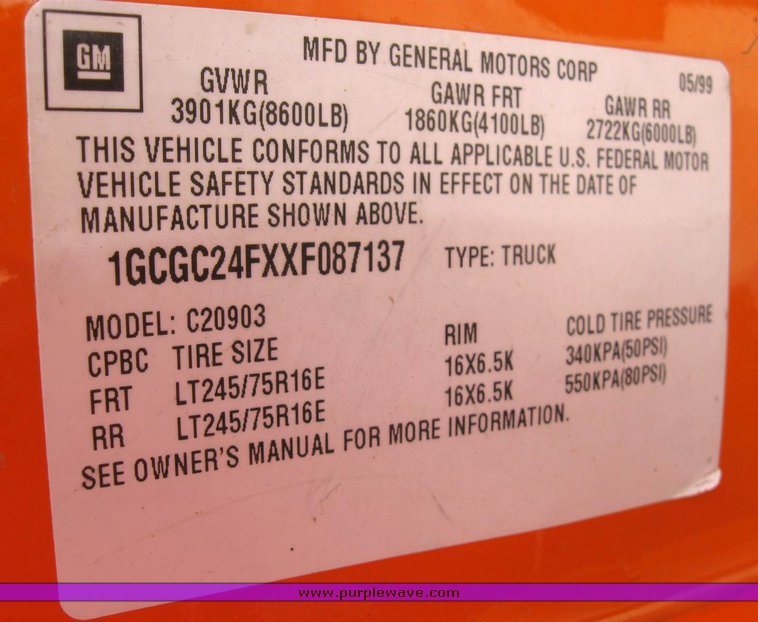 GM
MFD BY GENERAL MOTORS CORP
05/99
GVWR GAWR FRT GAWR RR
3901KG(8600LB) 1860KG(4100LB) 2722KG(6000LB)
THIS VEHICLE CONFORMS TO ALL APPLICABLE U.S. FEDERAL MOTOR
VEHICLE SAFETY STANDARDS IN EFFECT ON THE DATE OF
MANUFACTURE SHOWN ABOVE.
1GCGC24FXXF087137 TYPE: TRUCK
MODEL: C20903
CPBC TIRE SIZE RIM COLD TIRE PRESSURE
FRT LT245/75R16E 16X6.5K 340KPA(50PSI)
RR LT245/75R16E 16X6.5K 550KPA(80PSI)
SEE OWNER'S MANUAL FOR MORE INFORMATION.
www.purplewave.com